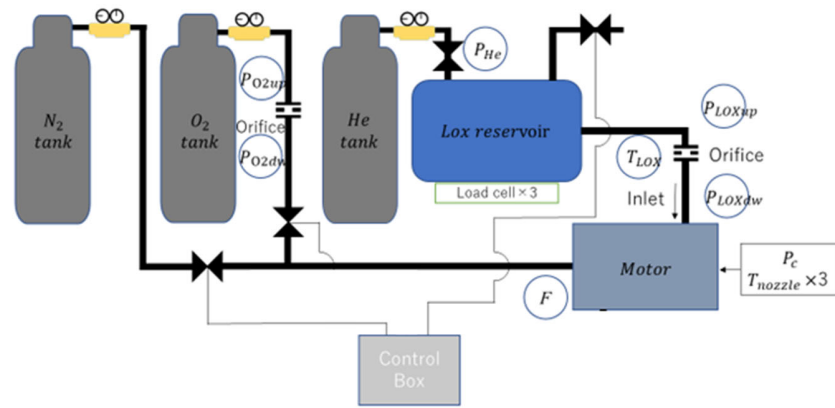 N2
tank
O2
tank
He
tank
PO2up
Orifice
PO2dw
PHe
Lox reservoir
Load cell×3
TLOX
PLOXup
Orifice
Inlet
PLOXdw
Motor
Pc
Tnozzle ×3
F
Control
Box